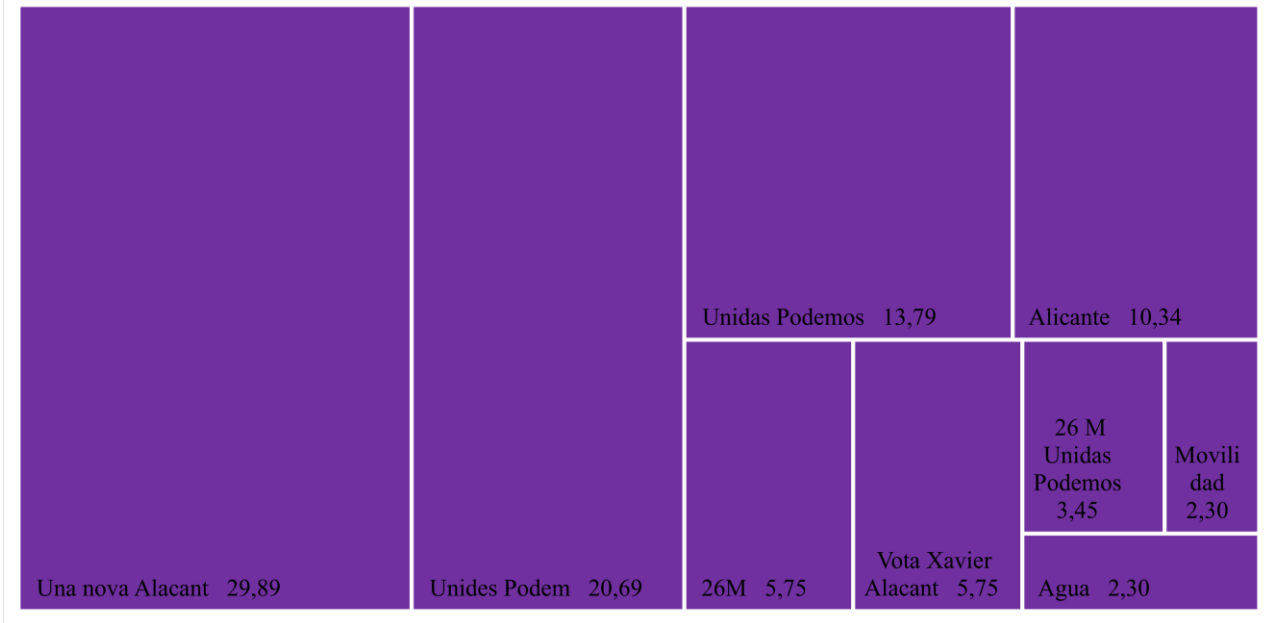 Una nova Alacant 29,89
Unides Podem 20,69
Unidas Podemos 13,79
Alicante 10,34
26M 5,75
Vota Xavier
Alacant 5,75
26 M
Unidas
Podemos
3,45
Movili
dad
2,30
Agua 2,30